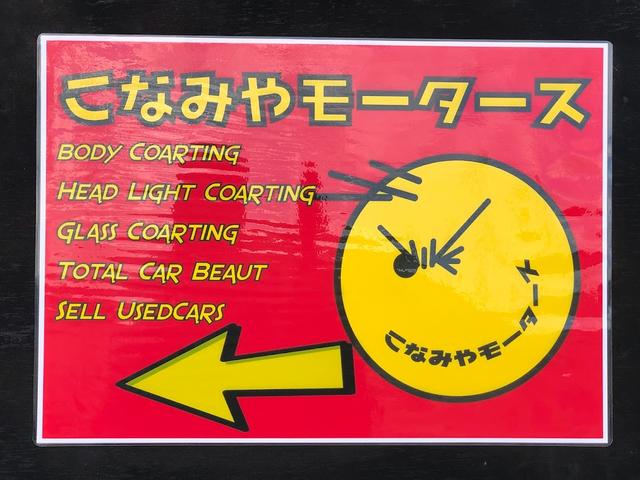 こなみやモータース
BODY COARTING
HEAD LIGHT COARTING
GLASS COARTING
TOTAL CAR BEAUT
SELL USEDCARS
こなみやモータース